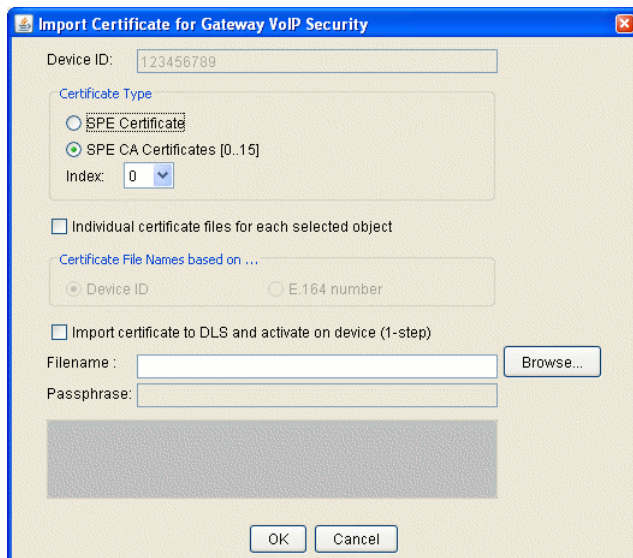 Import Certificate for Gateway VoIP Security
Device ID: 123456789
Certificate Type
SPE Certificate
SPE CA Certificates [0..15]
Index: 0
Individual certificate files for each selected object
Certificate File Names based on ...
Device ID E.164 number
Import certificate to DLS and activate on device (1-step)
Filename :
Browse...
Passphrase:
OK Cancel